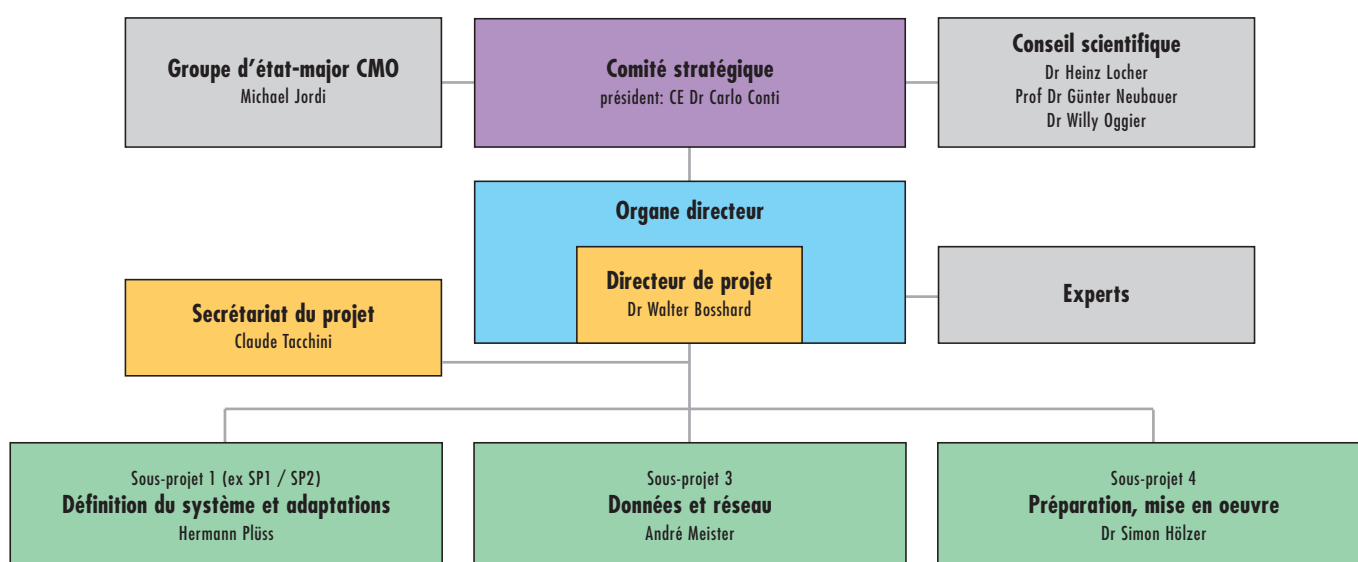 Groupe d'état-major CMO
Michael Jordi
Comité stratégique
président: CE Dr Carlo Conti
Conseil scientifique
Dr Heinz Locher
Prof Dr Günter Neubauer
Dr Willy Oggier
Organe directeur
Directeur de projet
Dr Walter Bosshard
Experts
Secrétariat du projet
Claude Tacchini
Sous-projet 1 (ex SP1 / SP2)
Définition du système et adaptations
Hermann Plüss
Sous-projet 3
Données et réseau
André Meister
Sous-projet 4
Préparation, mise en oeuvre
Dr Simon Hölzer